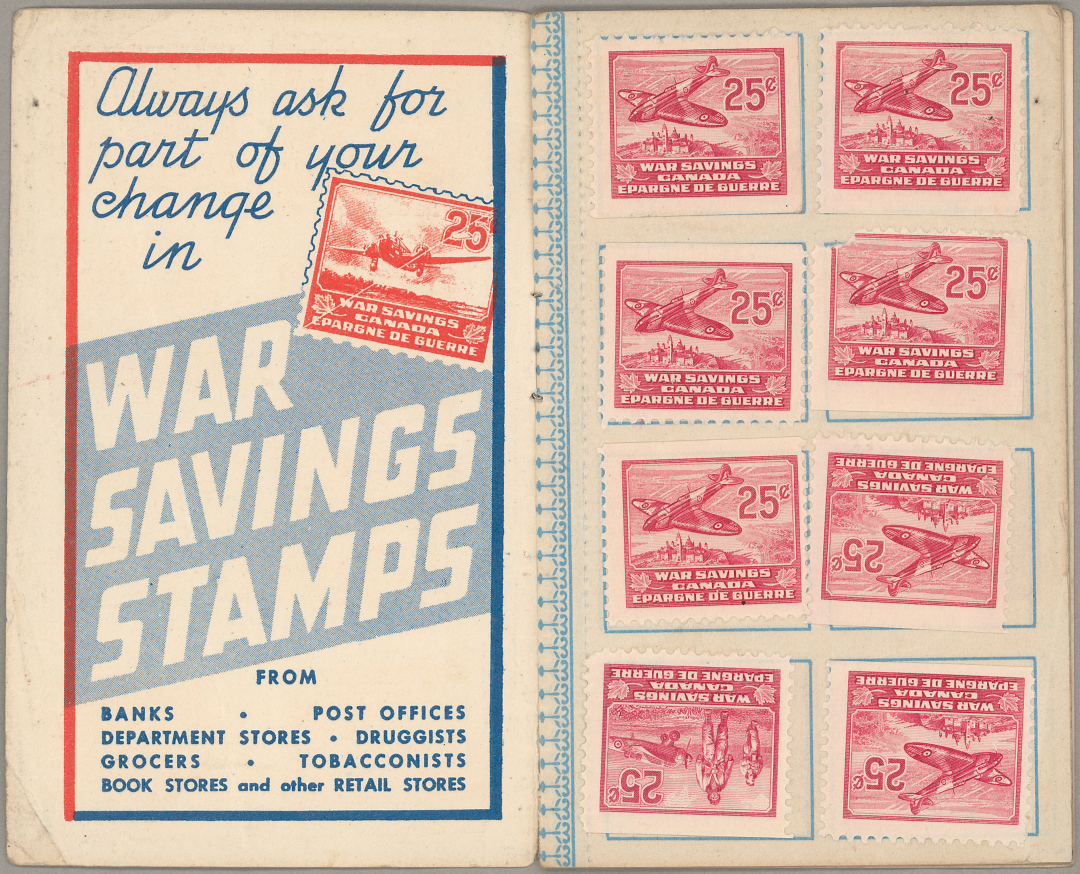 Always ask for
part of your
change
in
25¢
WAR SAVINGS
CANADA
EPARGNE DE GUERRE
WAR
SAVINGS
STAMPS
FROM
BANKS • POST OFFICES
DEPARTMENT STORES • DRUGGISTS
GROCERS • TOBACCONISTS
BOOK STORES and other RETAIL STORES
25¢
WAR SAVINGS
CANADA
EPARGNE DE GUERRE
25¢
WAR SAVINGS
CANADA
EPARGNE DE GUERRE
25¢
WAR SAVINGS
CANADA
EPARGNE DE GUERRE
25¢
WAR SAVINGS
CANADA
EPARGNE DE GUERRE
25¢
WAR SAVINGS
CANADA
EPARGNE DE GUERRE
25¢
WAR SAVINGS
CANADA
EPARGNE DE GUERRE
25¢
WAR SAVINGS
CANADA
EPARGNE DE GUERRE
25¢
WAR SAVINGS
CANADA
EPARGNE DE GUERRE